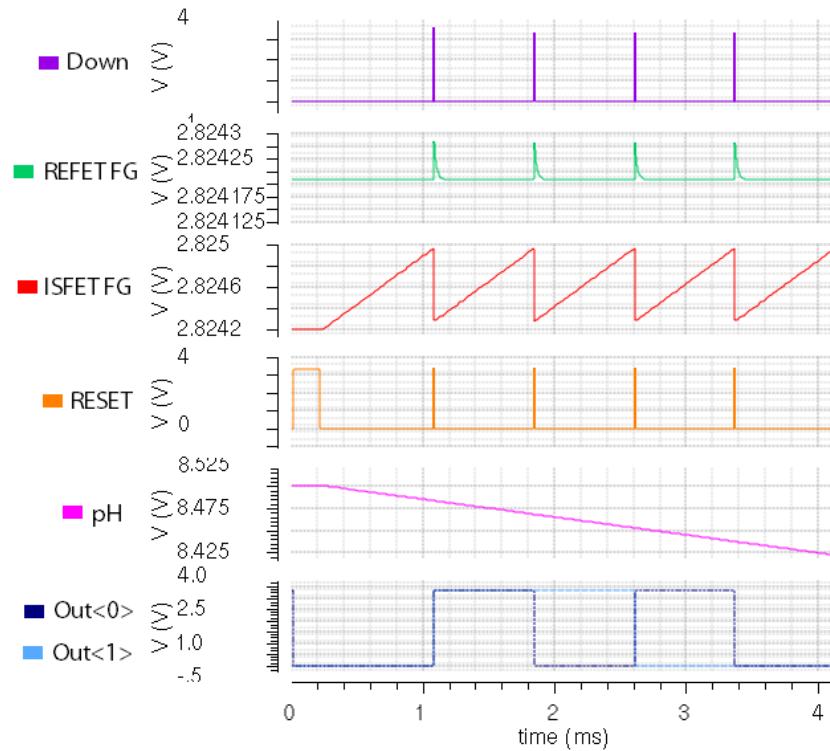 4
Down
V (V)
1
2.8243
2.82425
REFET FG
V (V)
2.824175
2.824125
2.825
ISFET FG
V (V)
2.8246
2.8242
4
RESET
V (V)
0
8.525
pH
V (V)
8.475
8.425
4.0
Out<0>
V (V)
2.5
Out<1>
1.0
-.5
0 1 2 3 4
time (ms)